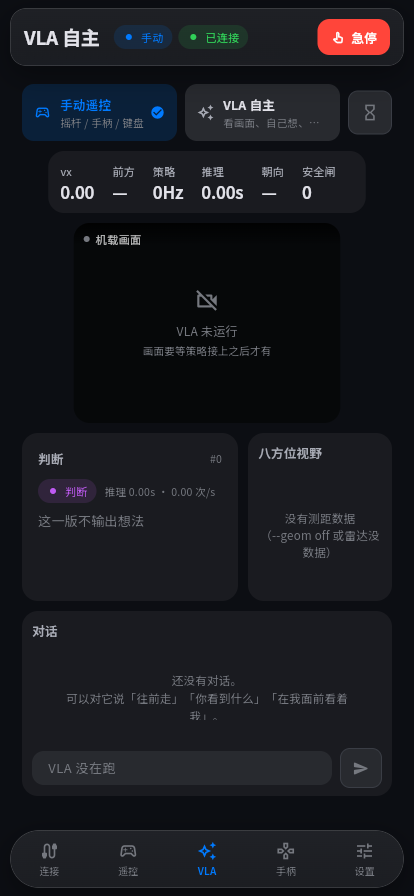 VLA 自主
手动
已连接
急停
手动遥控
摇杆 / 手柄 / 键盘
VLA 自主
看画面、自己想、…
vx
前方
策略
推理
朝向
安全闸
0.00
—
0Hz
0.00s
—
0
机载画面
VLA 未运行
画面要等策略接上之后才有
判断
#0
判断
推理 0.00s · 0.00 次/s
这一版不输出想法
八方位视野
没有测距数据
（--geom off 或雷达没
数据）
对话
还没有对话。
可以对它说「往前走」「你看到什么」「在我面前看着
我」。
VLA 没在跑
连接
遥控
VLA
手柄
设置